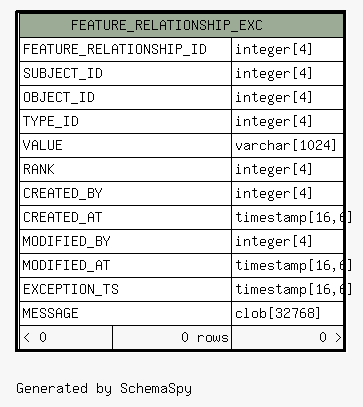 FEATURE_RELATIONSHIP_EXC
FEATURE_RELATIONSHIP_ID integer[4]
SUBJECT_ID integer[4]
OBJECT_ID integer[4]
TYPE_ID integer[4]
VALUE varchar[1024]
RANK integer[4]
CREATED_BY integer[4]
CREATED_AT timestamp[16,6]
MODIFIED_BY integer[4]
MODIFIED_AT timestamp[16,6]
EXCEPTION_TS timestamp[16,6]
MESSAGE clob[32768]
< 0 0 rows 0 >
Generated by SchemaSpy